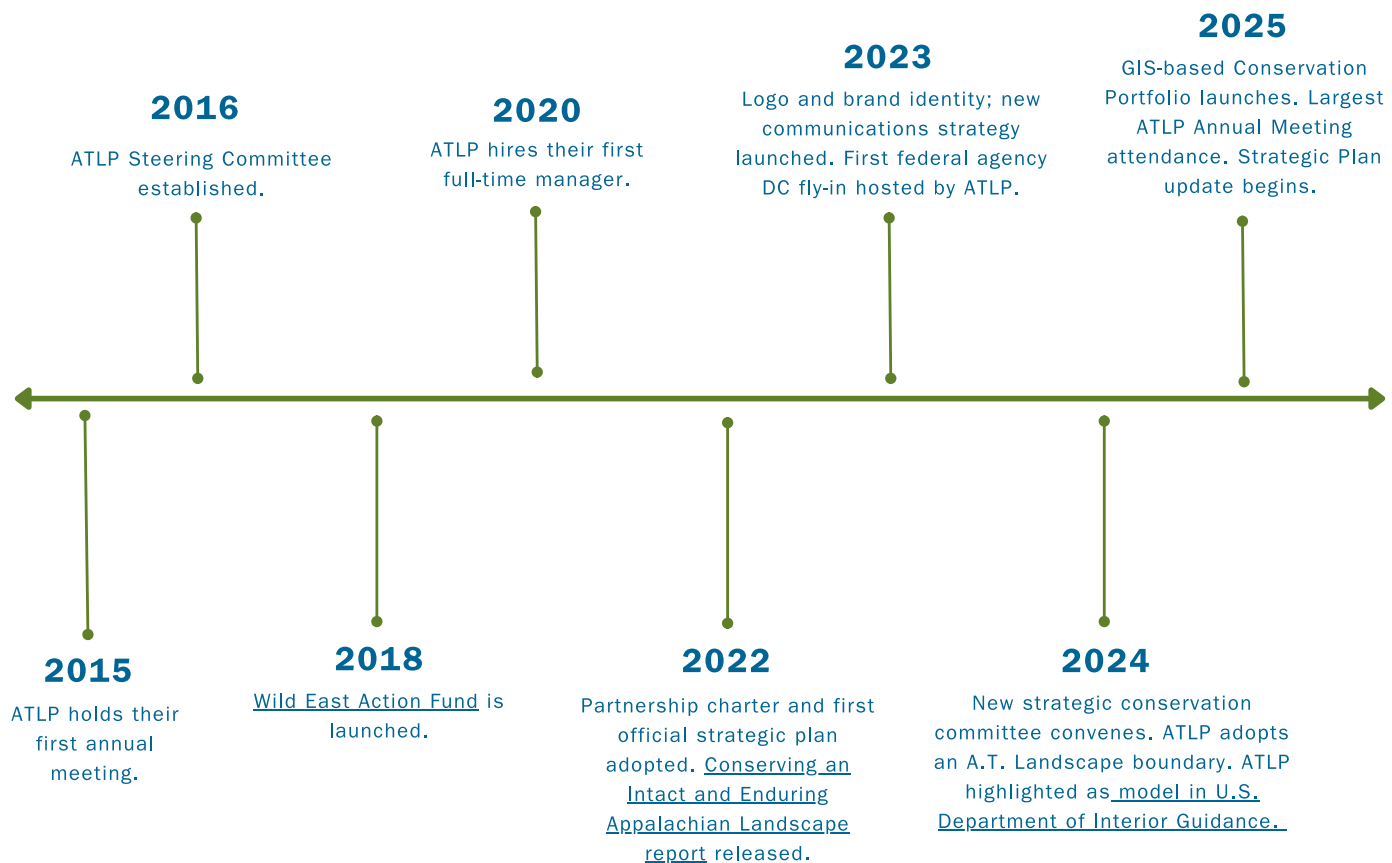 2016
ATLP Steering Committee
established.
2020
ATLP hires their first
full-time manager.
2023
Logo and brand identity; new
communications strategy
launched. First federal agency
DC fly-in hosted by ATLP.
2025
GIS-based Conservation
Portfolio launches. Largest
ATLP Annual Meeting
attendance. Strategic Plan
update begins.
2015
ATLP holds their
first annual
meeting.
2018
Wild East Action Fund is
launched.
2022
Partnership charter and first
official strategic plan
adopted. Conserving an
Intact and Enduring
Appalachian Landscape
report released.
2024
New strategic conservation
committee convenes. ATLP adopts
an A.T. Landscape boundary. ATLP
highlighted as model in U.S.
Department of Interior Guidance.